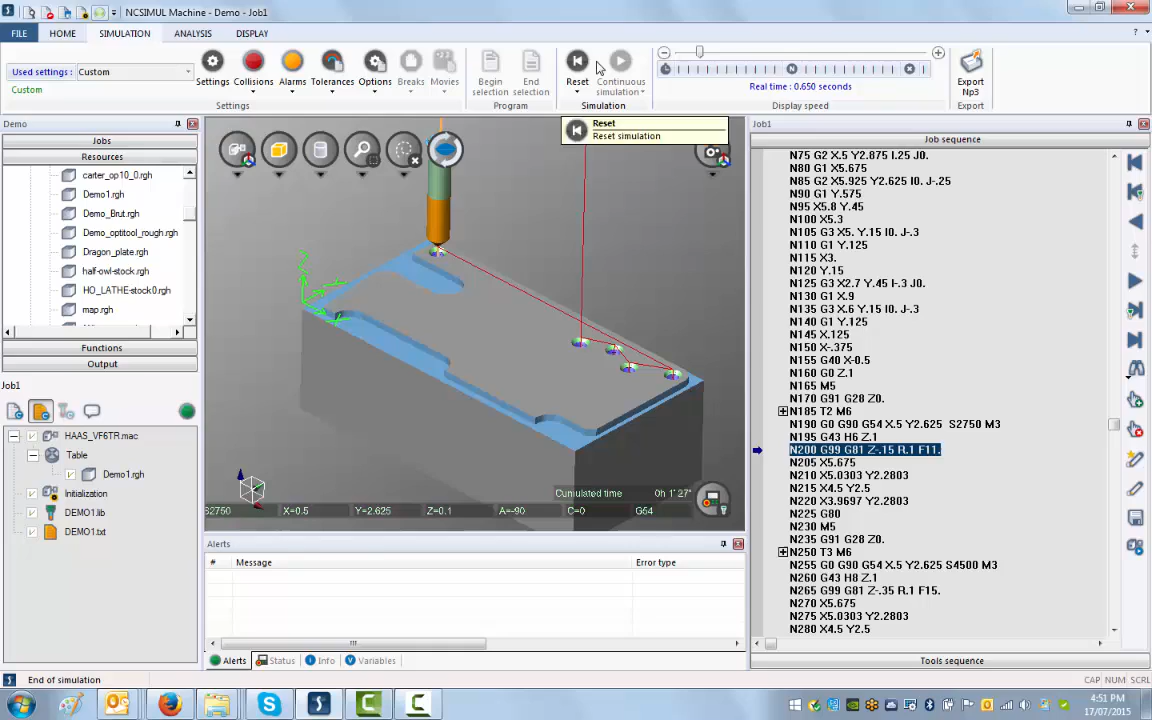 NCSIMUL Machine - Demo - Job1
FILE HOME SIMULATION ANALYSIS DISPLAY
Used settings: Custom
Custom
Settings Collisions Alarms Tolerances Options Breaks Movies
Settings
Begin selection
End selection
Program
Reset
Continuous simulation
Simulation
Real time : 0.650 seconds
Display speed
Export Np3
Export
Reset
Reset simulation
Demo
Jobs
Resources
carter_op10_0.rgh
Demo1.rgh
Demo_Brut.rgh
Demo_optitool_rough.rgh
Dragon_plate.rgh
half-owl-stock.rgh
HO_LATHE-stock0.rgh
map.rgh
Functions
Output
Job1
HAAS_VF6TR.mac
Table
Demo1.rgh
Initialization
DEMO1.lib
DEMO1.txt
Cumulated time 0h 1'27"
S2750 X=0.5 Y=2.625 Z=0.1 A=-90 C=0 G54
Alerts
# Message Error type
Alerts Status Info Variables
Job1
Job sequence
N75 G2 X.5 Y2.875 I.25 J0.
N80 G1 X5.675
N85 G2 X5.925 Y2.625 I0. J-.25
N90 G1 Y.575
N95 X5.8 Y.45
N100 X5.3
N105 G3 X5. Y.15 I0. J-.3
N110 G1 Y.125
N115 X3.
N120 Y.15
N125 G3 X2.7 Y.45 I-.3 J0.
N130 G1 X.9
N135 G3 X.6 Y.15 I0. J-.3
N140 G1 Y.125
N145 X.125
N150 X-.375
N155 G40 X-0.5
N160 G0 Z.1
N165 M5
N170 G91 G28 Z0.
N185 T2 M6
N190 G0 G90 G54 X.5 Y2.625 S2750 M3
N195 G43 H6 Z.1
N200 G99 G81 Z-.15 R.1 F11.
N205 X5.675
N210 X5.0303 Y2.2803
N215 X4.5 Y2.5
N220 X3.9697 Y2.2803
N225 G80
N230 M5
N235 G91 G28 Z0.
N250 T3 M6
N255 G0 G90 G54 X.5 Y2.625 S4500 M3
N260 G43 H8 Z.1
N265 G99 G81 Z-.35 R.1 F15.
N270 X5.675
N275 X5.0303 Y2.2803
N280 X4.5 Y2.5
Tools sequence
End of simulation
CAP NUM SCRL
4:51 PM
17/07/2015